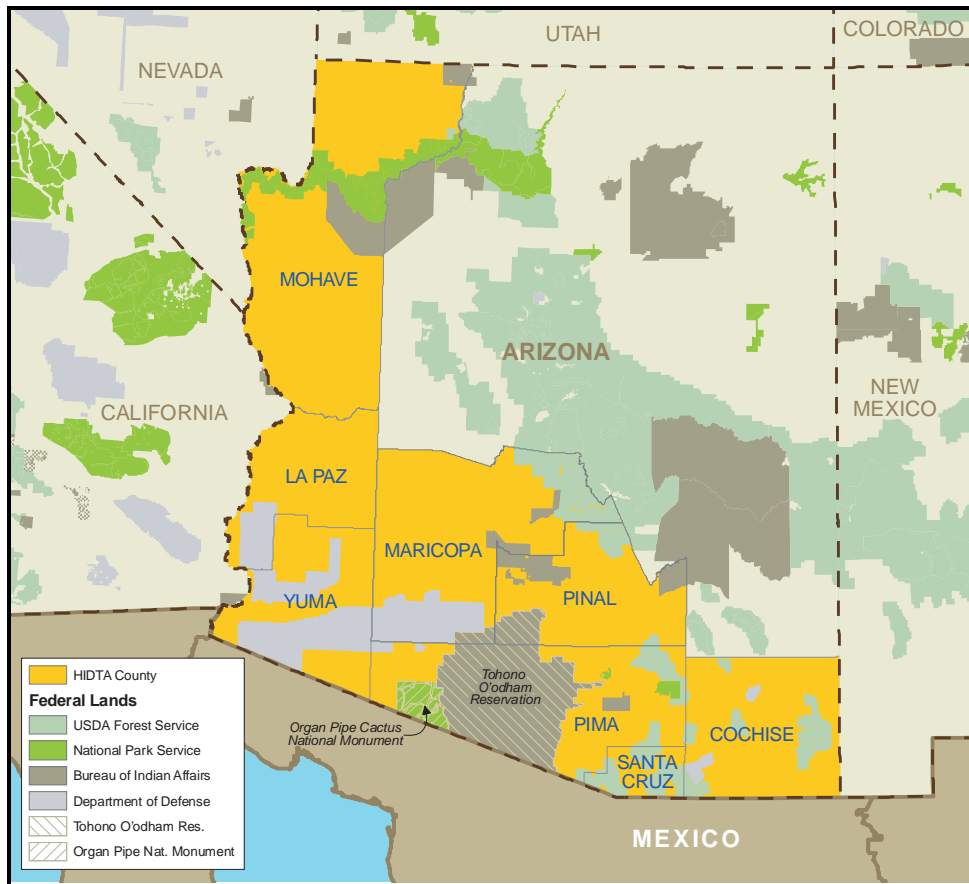 UTAH
COLORADO
NEVADA
MOHAVE
ARIZONA
CALIFORNIA
NEW
MEXICO
LA PAZ
MARICOPA
YUMA
PINAL
Tohono
O'odham
Reservation
Organ Pipe Cactus
National Monument
PIMA
COCHISE
SANTA
CRUZ
MEXICO
HIDTA County
Federal Lands
USDA Forest Service
National Park Service
Bureau of Indian Affairs
Department of Defense
Tohono O'odham Res.
Organ Pipe Nat. Monument